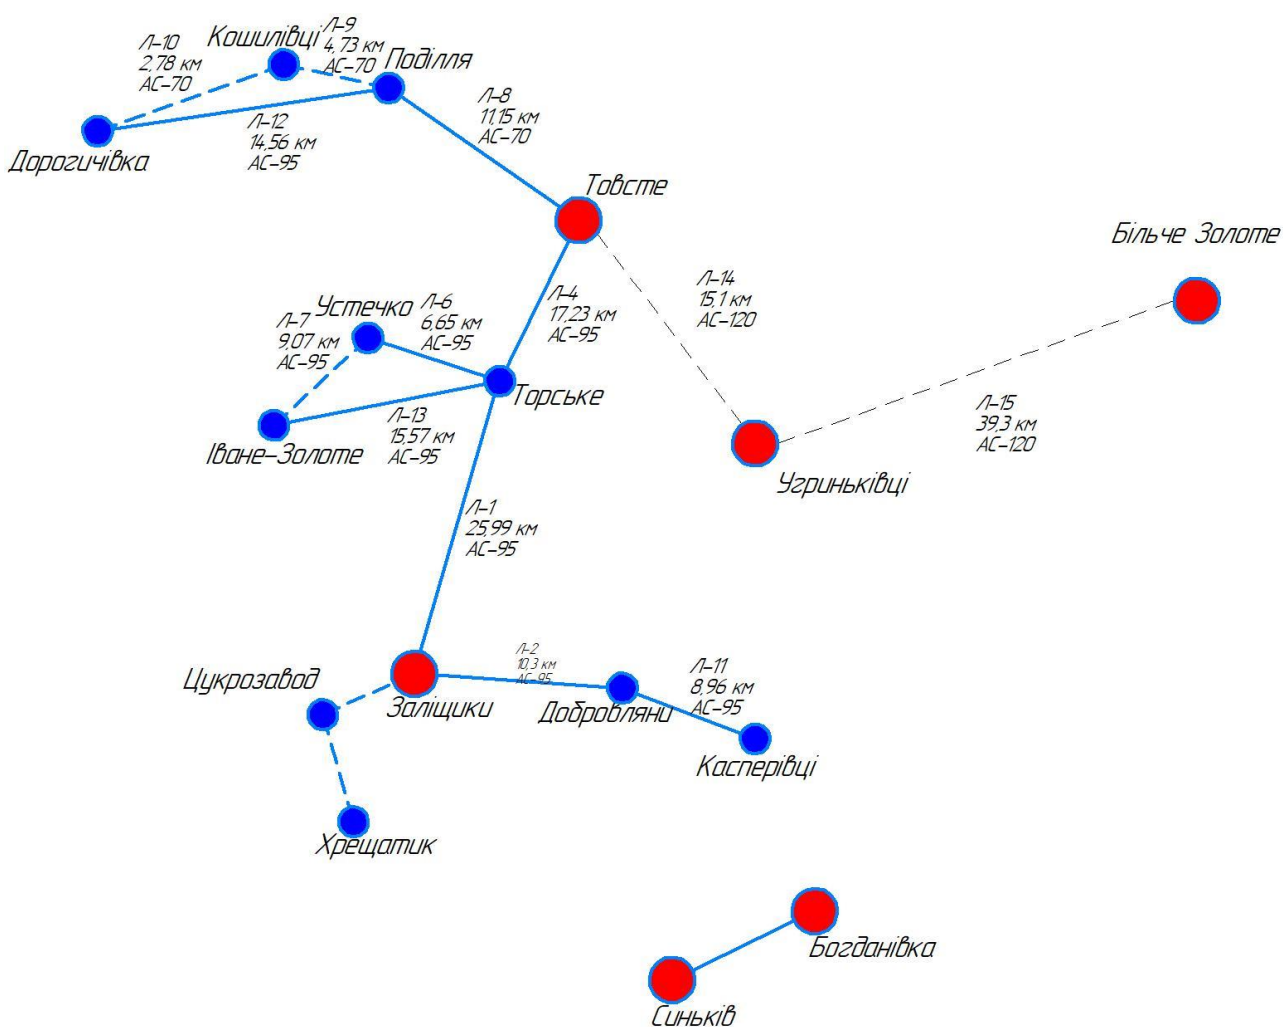 Л-9
4,73 км
АС-70
Кошилівці
Л-10
2,78 км
АС-70
Поділля
Л-8
11,15 км
АС-70
Л-12
14,56 км
АС-95
Дорогичівка
Товсте
Більче Золоте
Л-14
15,1 км
АС-120
Л-4
17,23 км
АС-95
Устечко
Л-6
6,65 км
АС-95
Л-7
9,07 км
АС-95
Торське
Л-13
15,57 км
АС-95
Іване-Золоте
Л-15
39,3 км
АС-120
Угриньківці
Л-1
25,99 км
АС-95
Л-2
10,3 км
АС-95
Л-11
8,96 км
АС-95
Цукрозавод
Заліщики
Добровляни
Касперівці
Хрещатик
Богданівка
Синьків